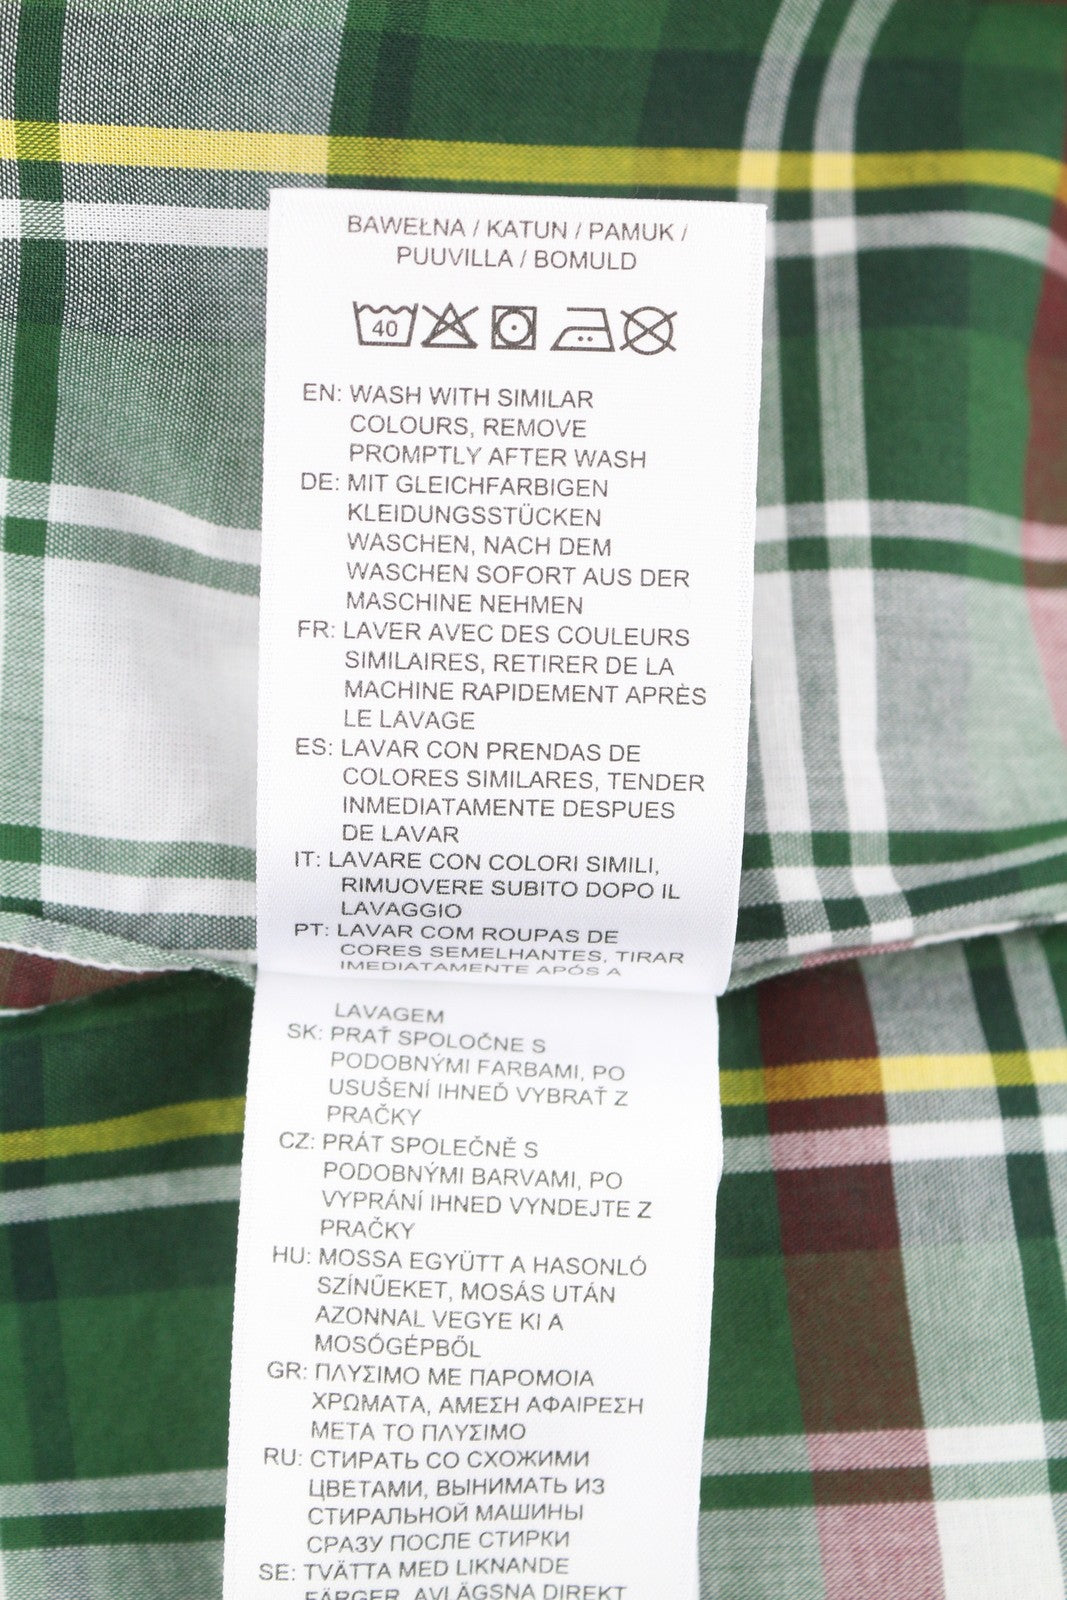 BAWEŁNA / KATUN / PAMUK /
PUUVILLA / BOMULD
40
EN: WASH WITH SIMILAR
COLOURS, REMOVE
PROMPTLY AFTER WASH
DE: MIT GLEICHFARBIGEN
KLEIDUNGSSTÜCKEN
WASCHEN, NACH DEM
WASCHEN SOFORT AUS DER
MASCHINE NEHMEN
FR: LAVER AVEC DES COULEURS
SIMILAIRES, RETIRER DE LA
MACHINE RAPIDEMENT APRÈS
LE LAVAGE
ES: LAVAR CON PRENDAS DE
COLORES SIMILARES, TENDER
INMEDIATAMENTE DESPUES
DE LAVAR
IT: LAVARE CON COLORI SIMILI,
RIMUOVERE SUBITO DOPO IL
LAVAGGIO
PT: LAVAR COM ROUPAS DE
CORES SEMELHANTES, TIRAR
IMEDIATAMENTE APÓS A
LAVAGEM
SK: PRAŤ SPOLOČNE S
PODOBNÝMI FARBAMI, PO
USUŠENÍ IHNEĎ VYBRAŤ Z
PRAČKY
CZ: PRÁT SPOLEČNĚ S
PODOBNÝMI BARVAMI, PO
VYPRÁNÍ IHNED VYNDEJTE Z
PRAČKY
HU: MOSSA EGYÜTT A HASONLÓ
SZÍNŰEKET, MOSÁS UTÁN
AZONNAL VEGYE KI A
MOSÓGÉPBŐL
GR: ΠΛΥΣΙΜΟ ΜΕ ΠΑΡΟΜΟΙΑ
ΧΡΩΜΑΤΑ, ΑΜΕΣΗ ΑΦΑΙΡΕΣΗ
ΜΕΤΑ ΤΟ ΠΛΥΣΙΜΟ
RU: СТИРАТЬ СО СХОЖИМИ
ЦВЕТАМИ, ВЫНИМАТЬ ИЗ
СТИРАЛЬНОЙ МАШИНЫ
СРАЗУ ПОСЛЕ СТИРКИ
SE: TVÄTTA MED LIKNANDE
FÄRGER, AVLÄGSNA DIREKT